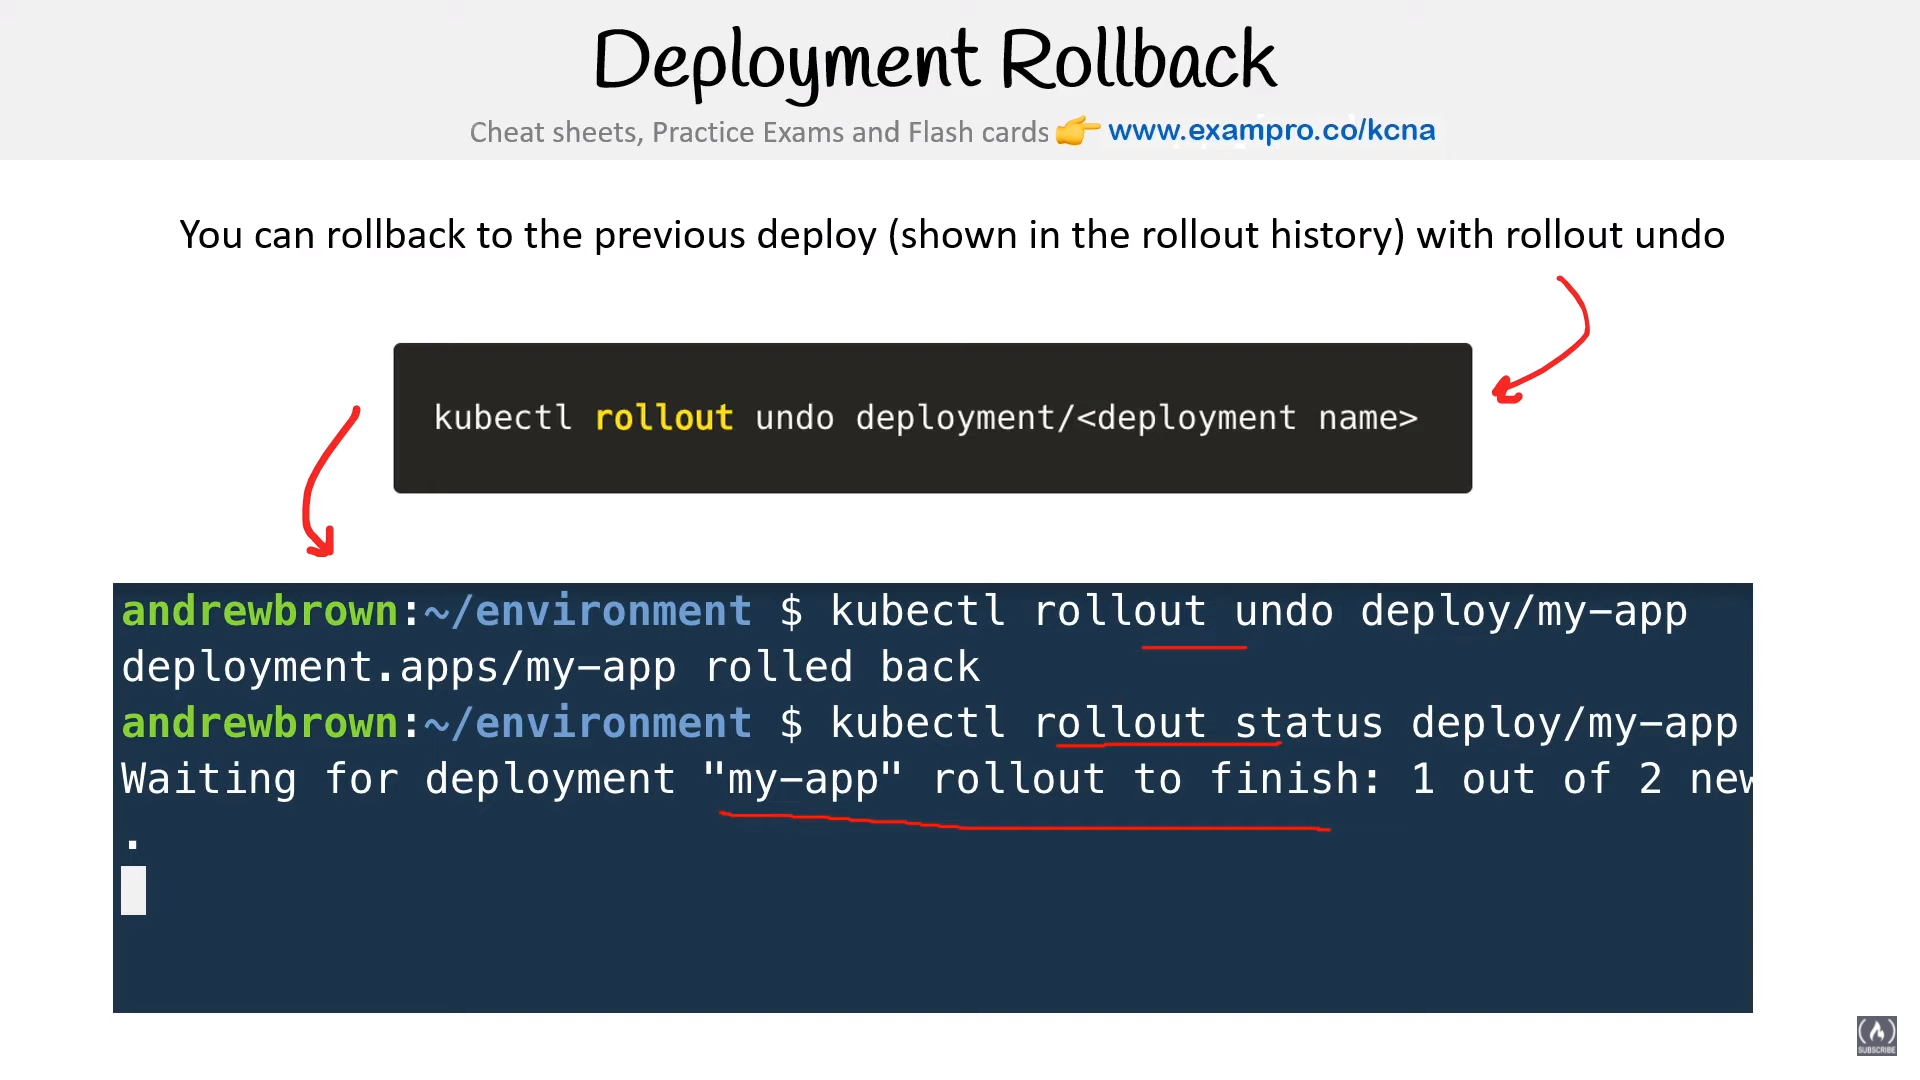 Deployment Rollback
Cheat sheets, Practice Exams and Flash cards 👉 www.exampro.co/kcna
You can rollback to the previous deploy (shown in the rollout history) with rollout undo
kubectl rollout undo deployment/<deployment name>
andrewbrown:~/environment $ kubectl rollout undo deploy/my-app
deployment.apps/my-app rolled back
andrewbrown:~/environment $ kubectl rollout status deploy/my-app
Waiting for deployment "my-app" rollout to finish: 1 out of 2 new
.
SUBSCRIBE